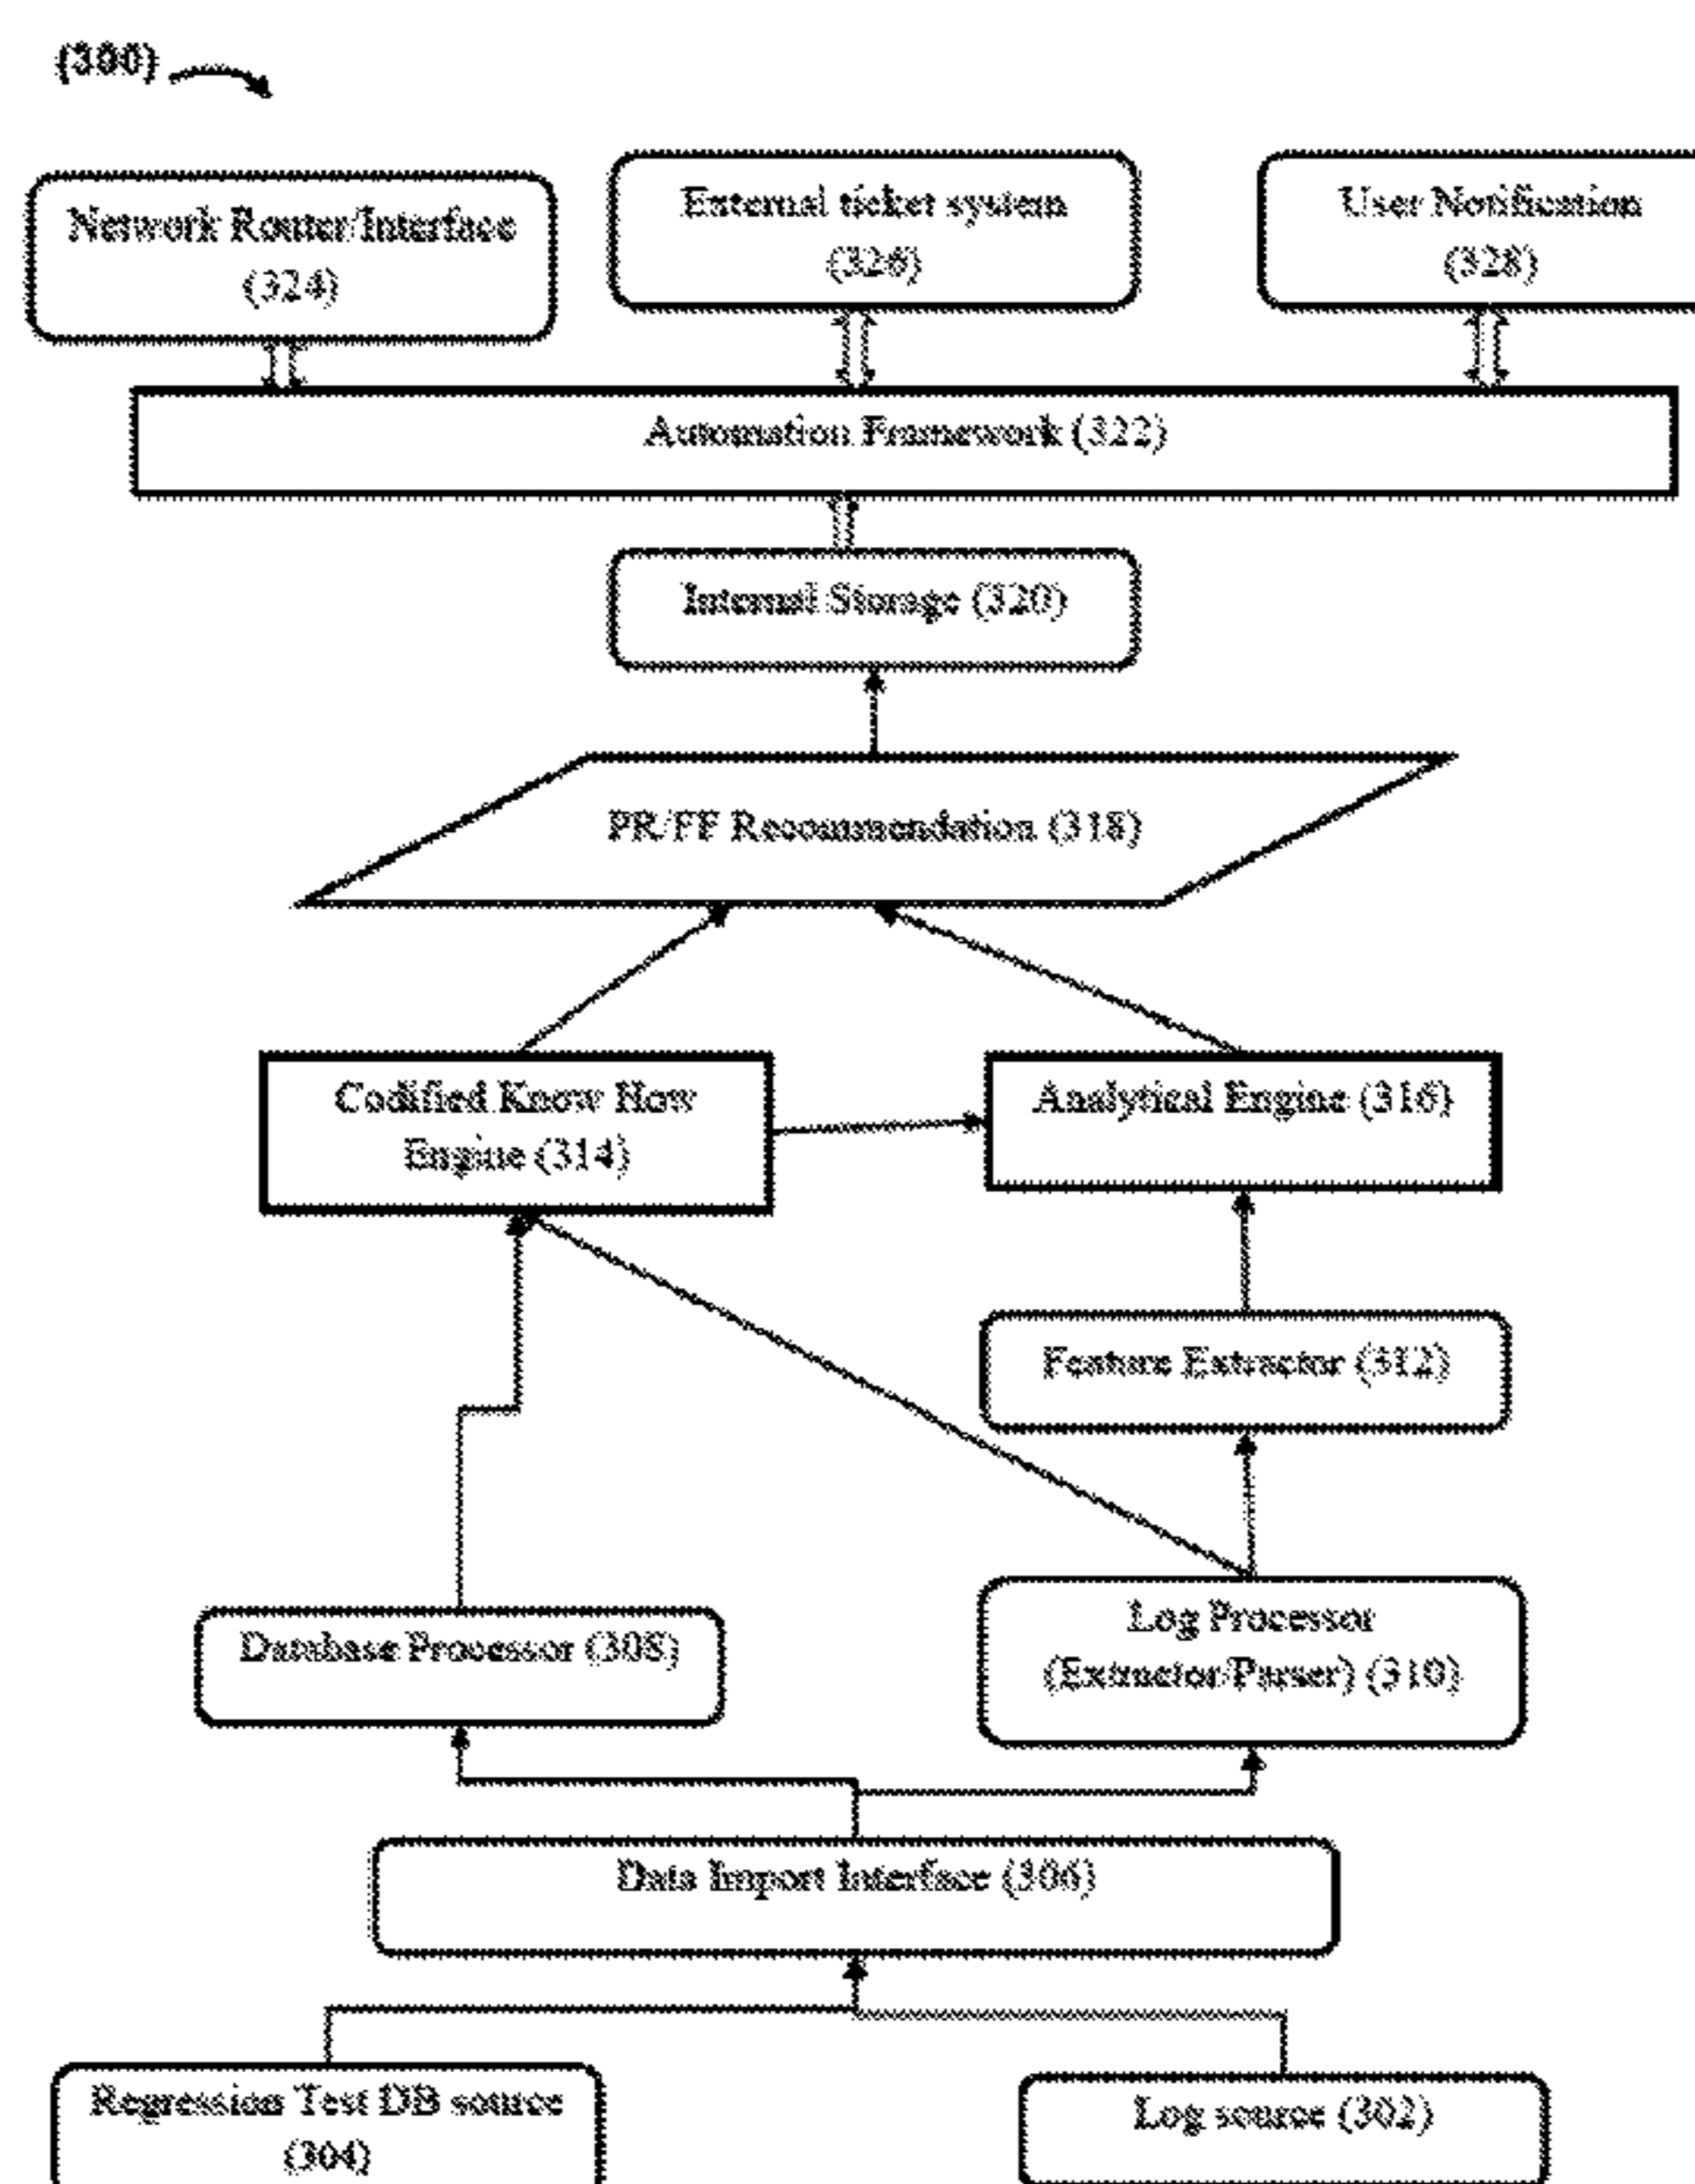 (300)
Network Router/Interface
(324)
External ticket system
(326)
User Notification
(328)
Automation Framework (322)
Internal Storage (320)
PR/FF Recommendation (318)
Codified Know How
Engine (314)
Analytical Engine (316)
Feature Extractor (312)
Database Processor (308)
Log Processor
(Extractor/Parser) (310)
Data Import Interface (306)
Regression Test DB source
(304)
Log source (302)